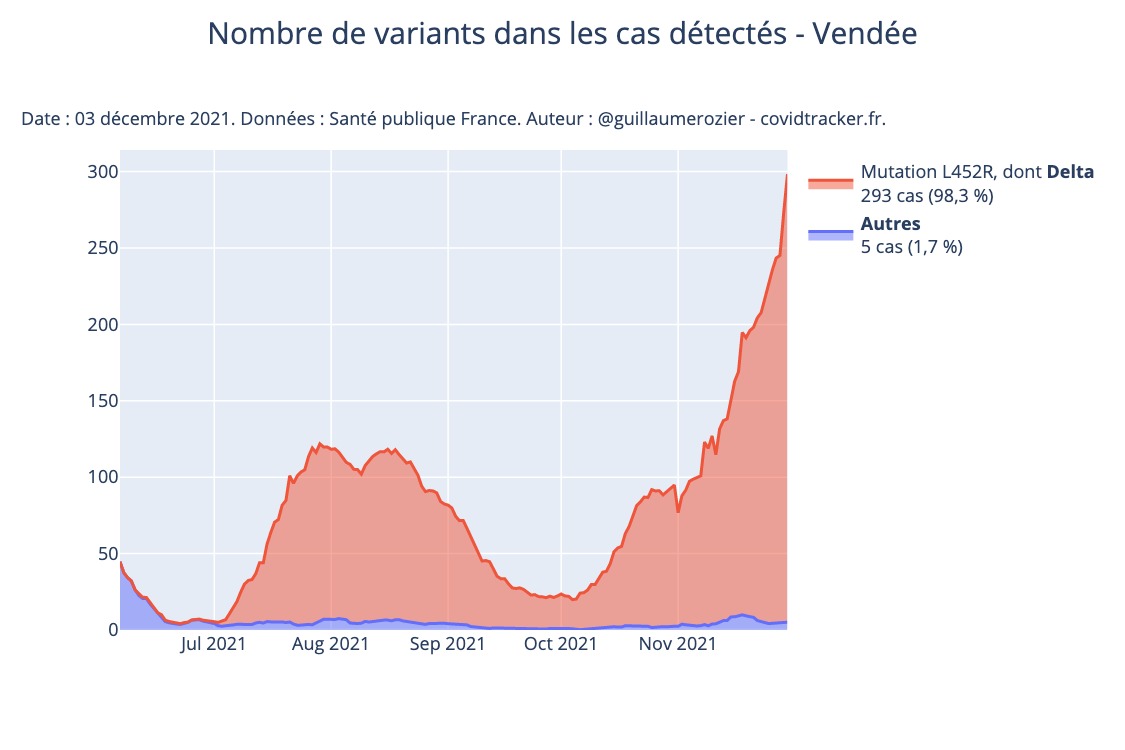 Nombre de variants dans les cas détectés - Vendée
Date : 03 décembre 2021. Données : Santé publique France. Auteur : @guillaumerozier - covidtracker.fr.
Mutation L452R, dont Delta
293 cas (98,3 %)
Autres
5 cas (1,7 %)
300
250
200
150
100
50
0
Jul 2021
Aug 2021
Sep 2021
Oct 2021
Nov 2021